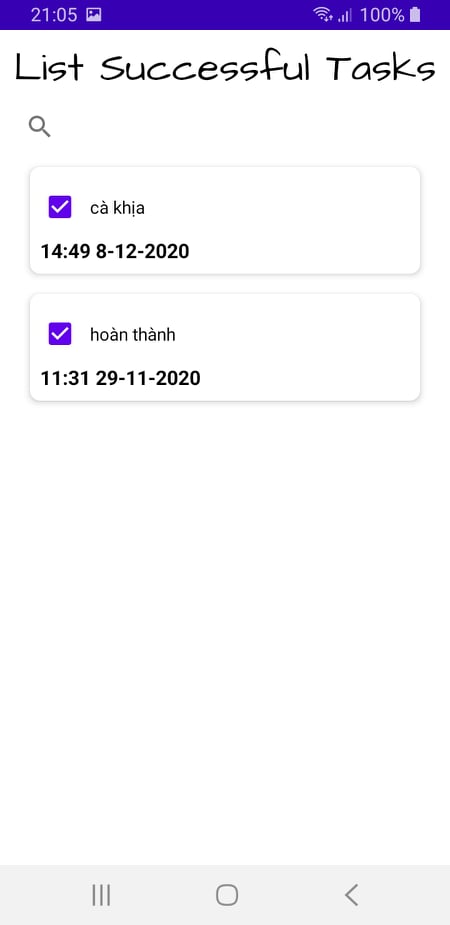 21:05 100%
List Successful Tasks
cà khịa
14:49 8-12-2020
hoàn thành
11:31 29-11-2020